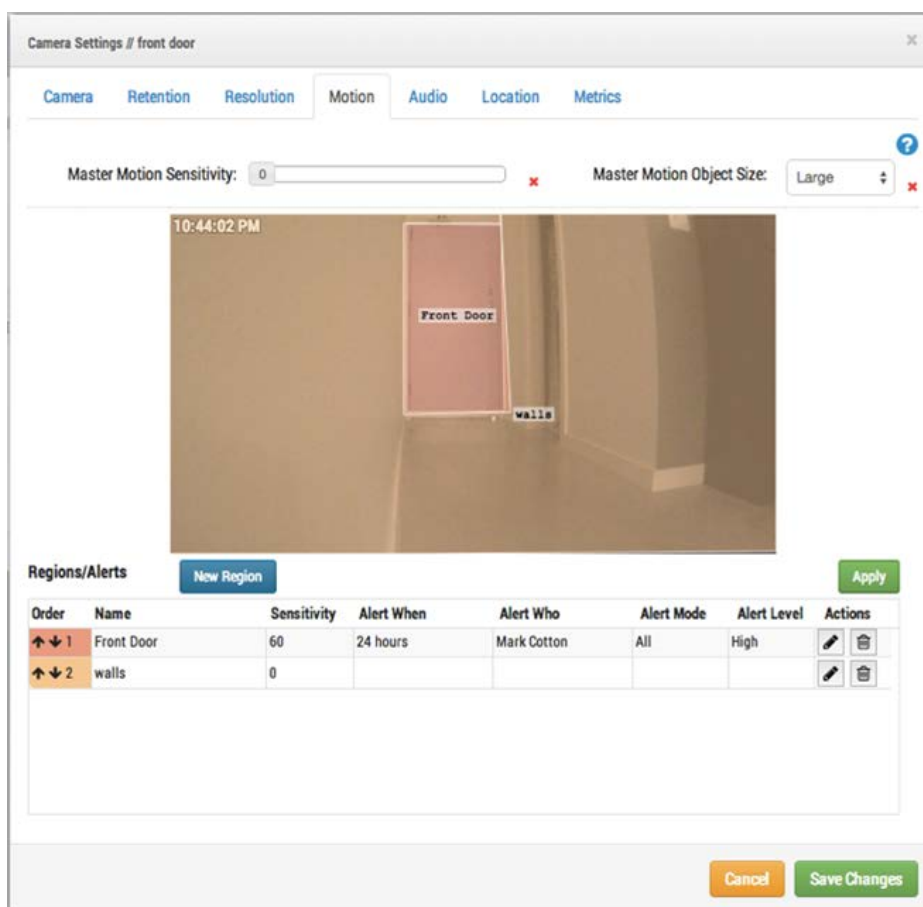 Camera Settings // front door
Camera Retention Resolution Motion Audio Location Metrics
Master Motion Sensitivity: 0 Master Motion Object Size: Large
10:44:02 PM
Front Door
walls
Regions/Alerts New Region Apply
Order Name Sensitivity Alert When Alert Who Alert Mode Alert Level Actions
1 Front Door 60 24 hours Mark Cotton All High
2 walls 0
Cancel Save Changes